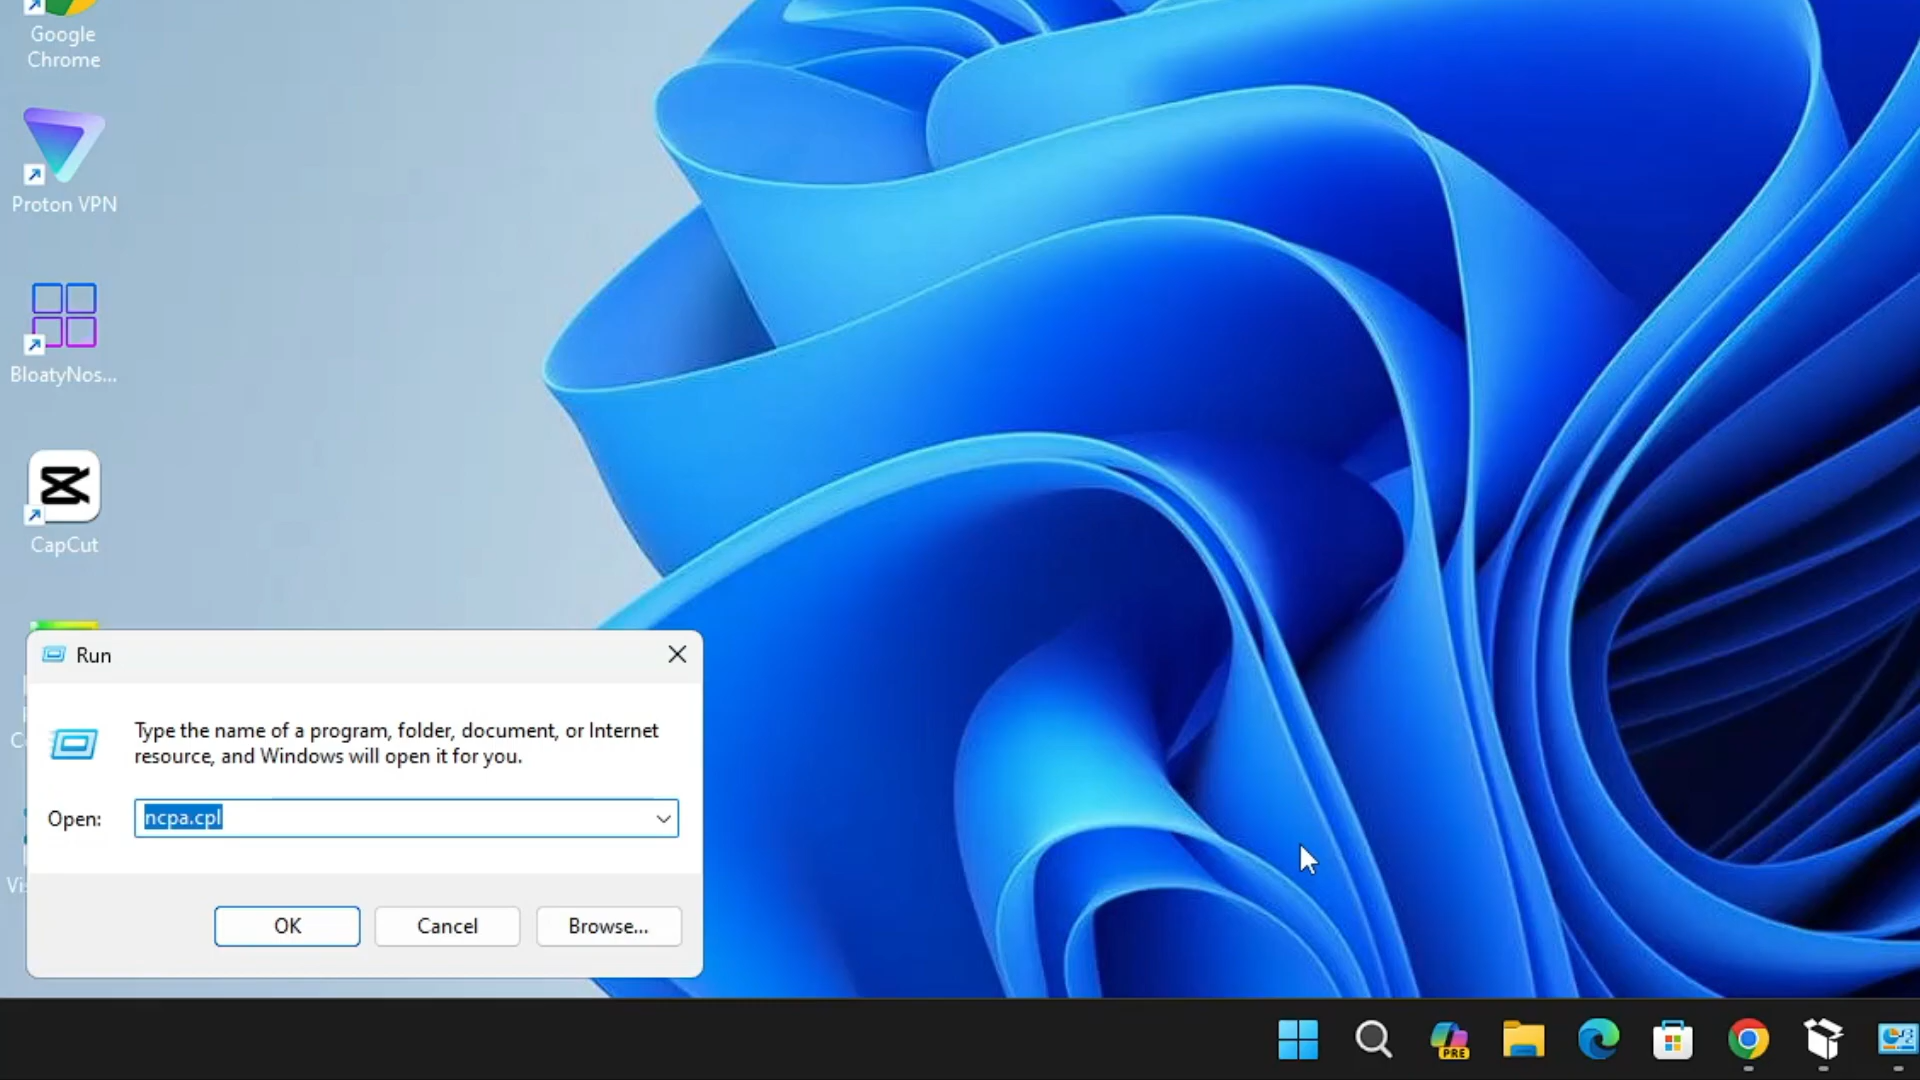 Google
Chrome
Proton VPN
BloatyNos...
CapCut
Run
Type the name of a program, folder, document, or Internet
resource, and Windows will open it for you.
Open:
ncpa.cpl
OK
Cancel
Browse...
PRE